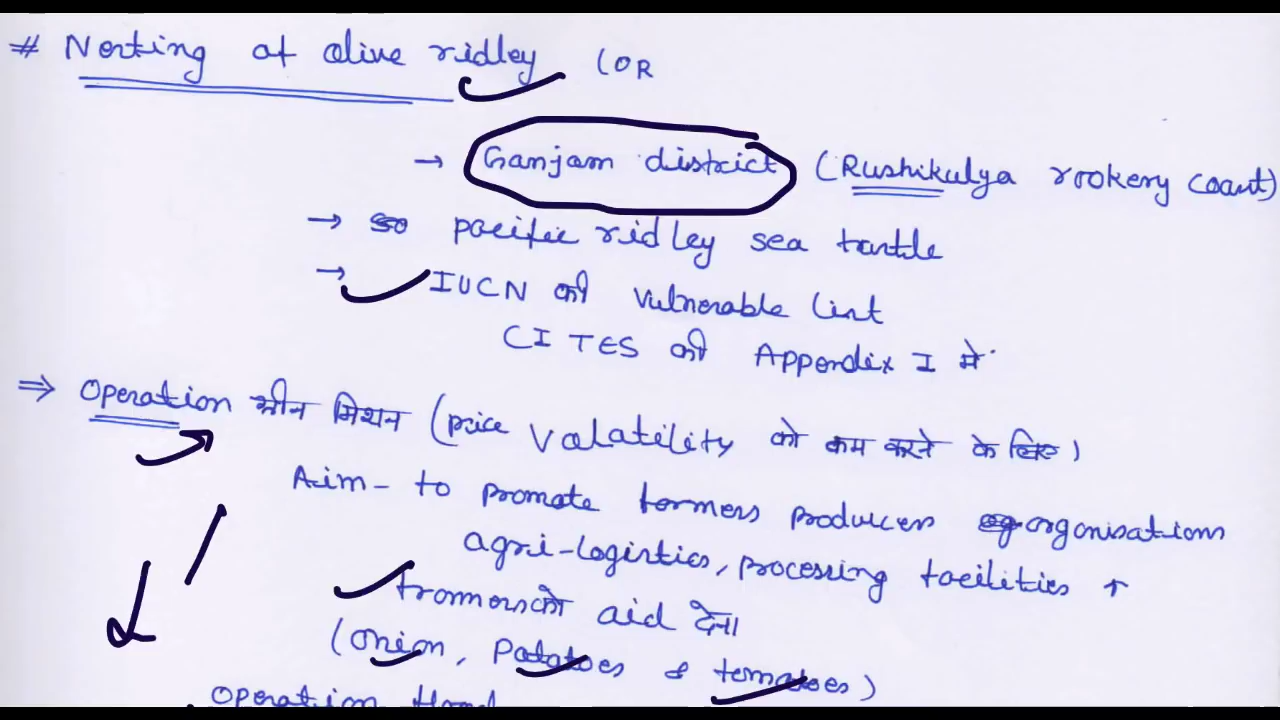 # Nesting of olive ridley (OR
→ Ganjam district (Rushikulya rookery coast)
→ pacific ridley sea turtle
→ IUCN की vulnerable list
CITES की Appendix I में
⇒ Operation ग्रीन मिशन (price Volatility को कम करने के लिए)
Aim - to promote farmers producers organisations
agri-logistics, processing facilities ↑
farmers को aid देना
(Onion, Potatoes & tomatoes)
Operation